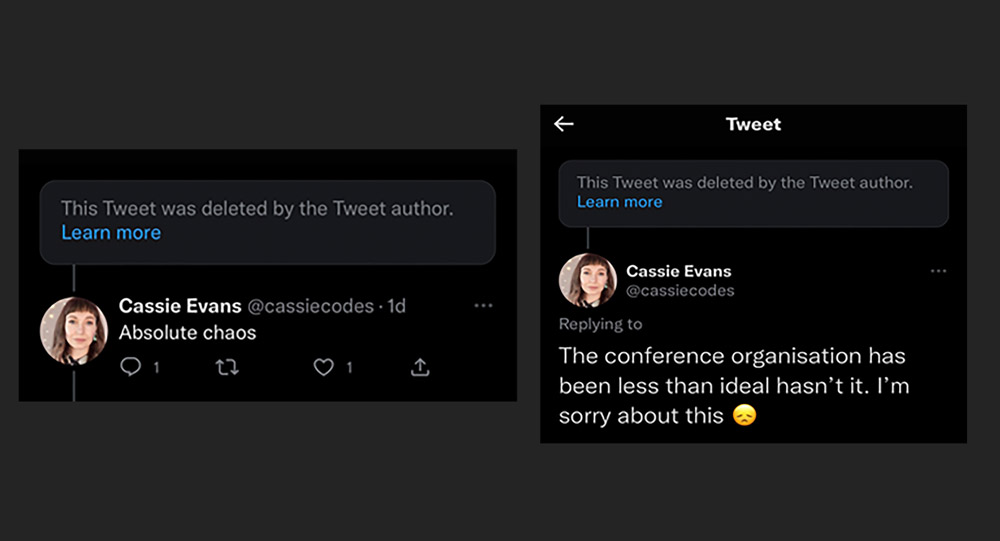 This Tweet was deleted by the Tweet author.
Learn more
Cassie Evans @cassiecodes · 1d
Absolute chaos
1 1
Tweet
This Tweet was deleted by the Tweet author.
Learn more
Cassie Evans
@cassiecodes
Replying to
The conference organisation has
been less than ideal hasn’t it. I’m
sorry about this 😞